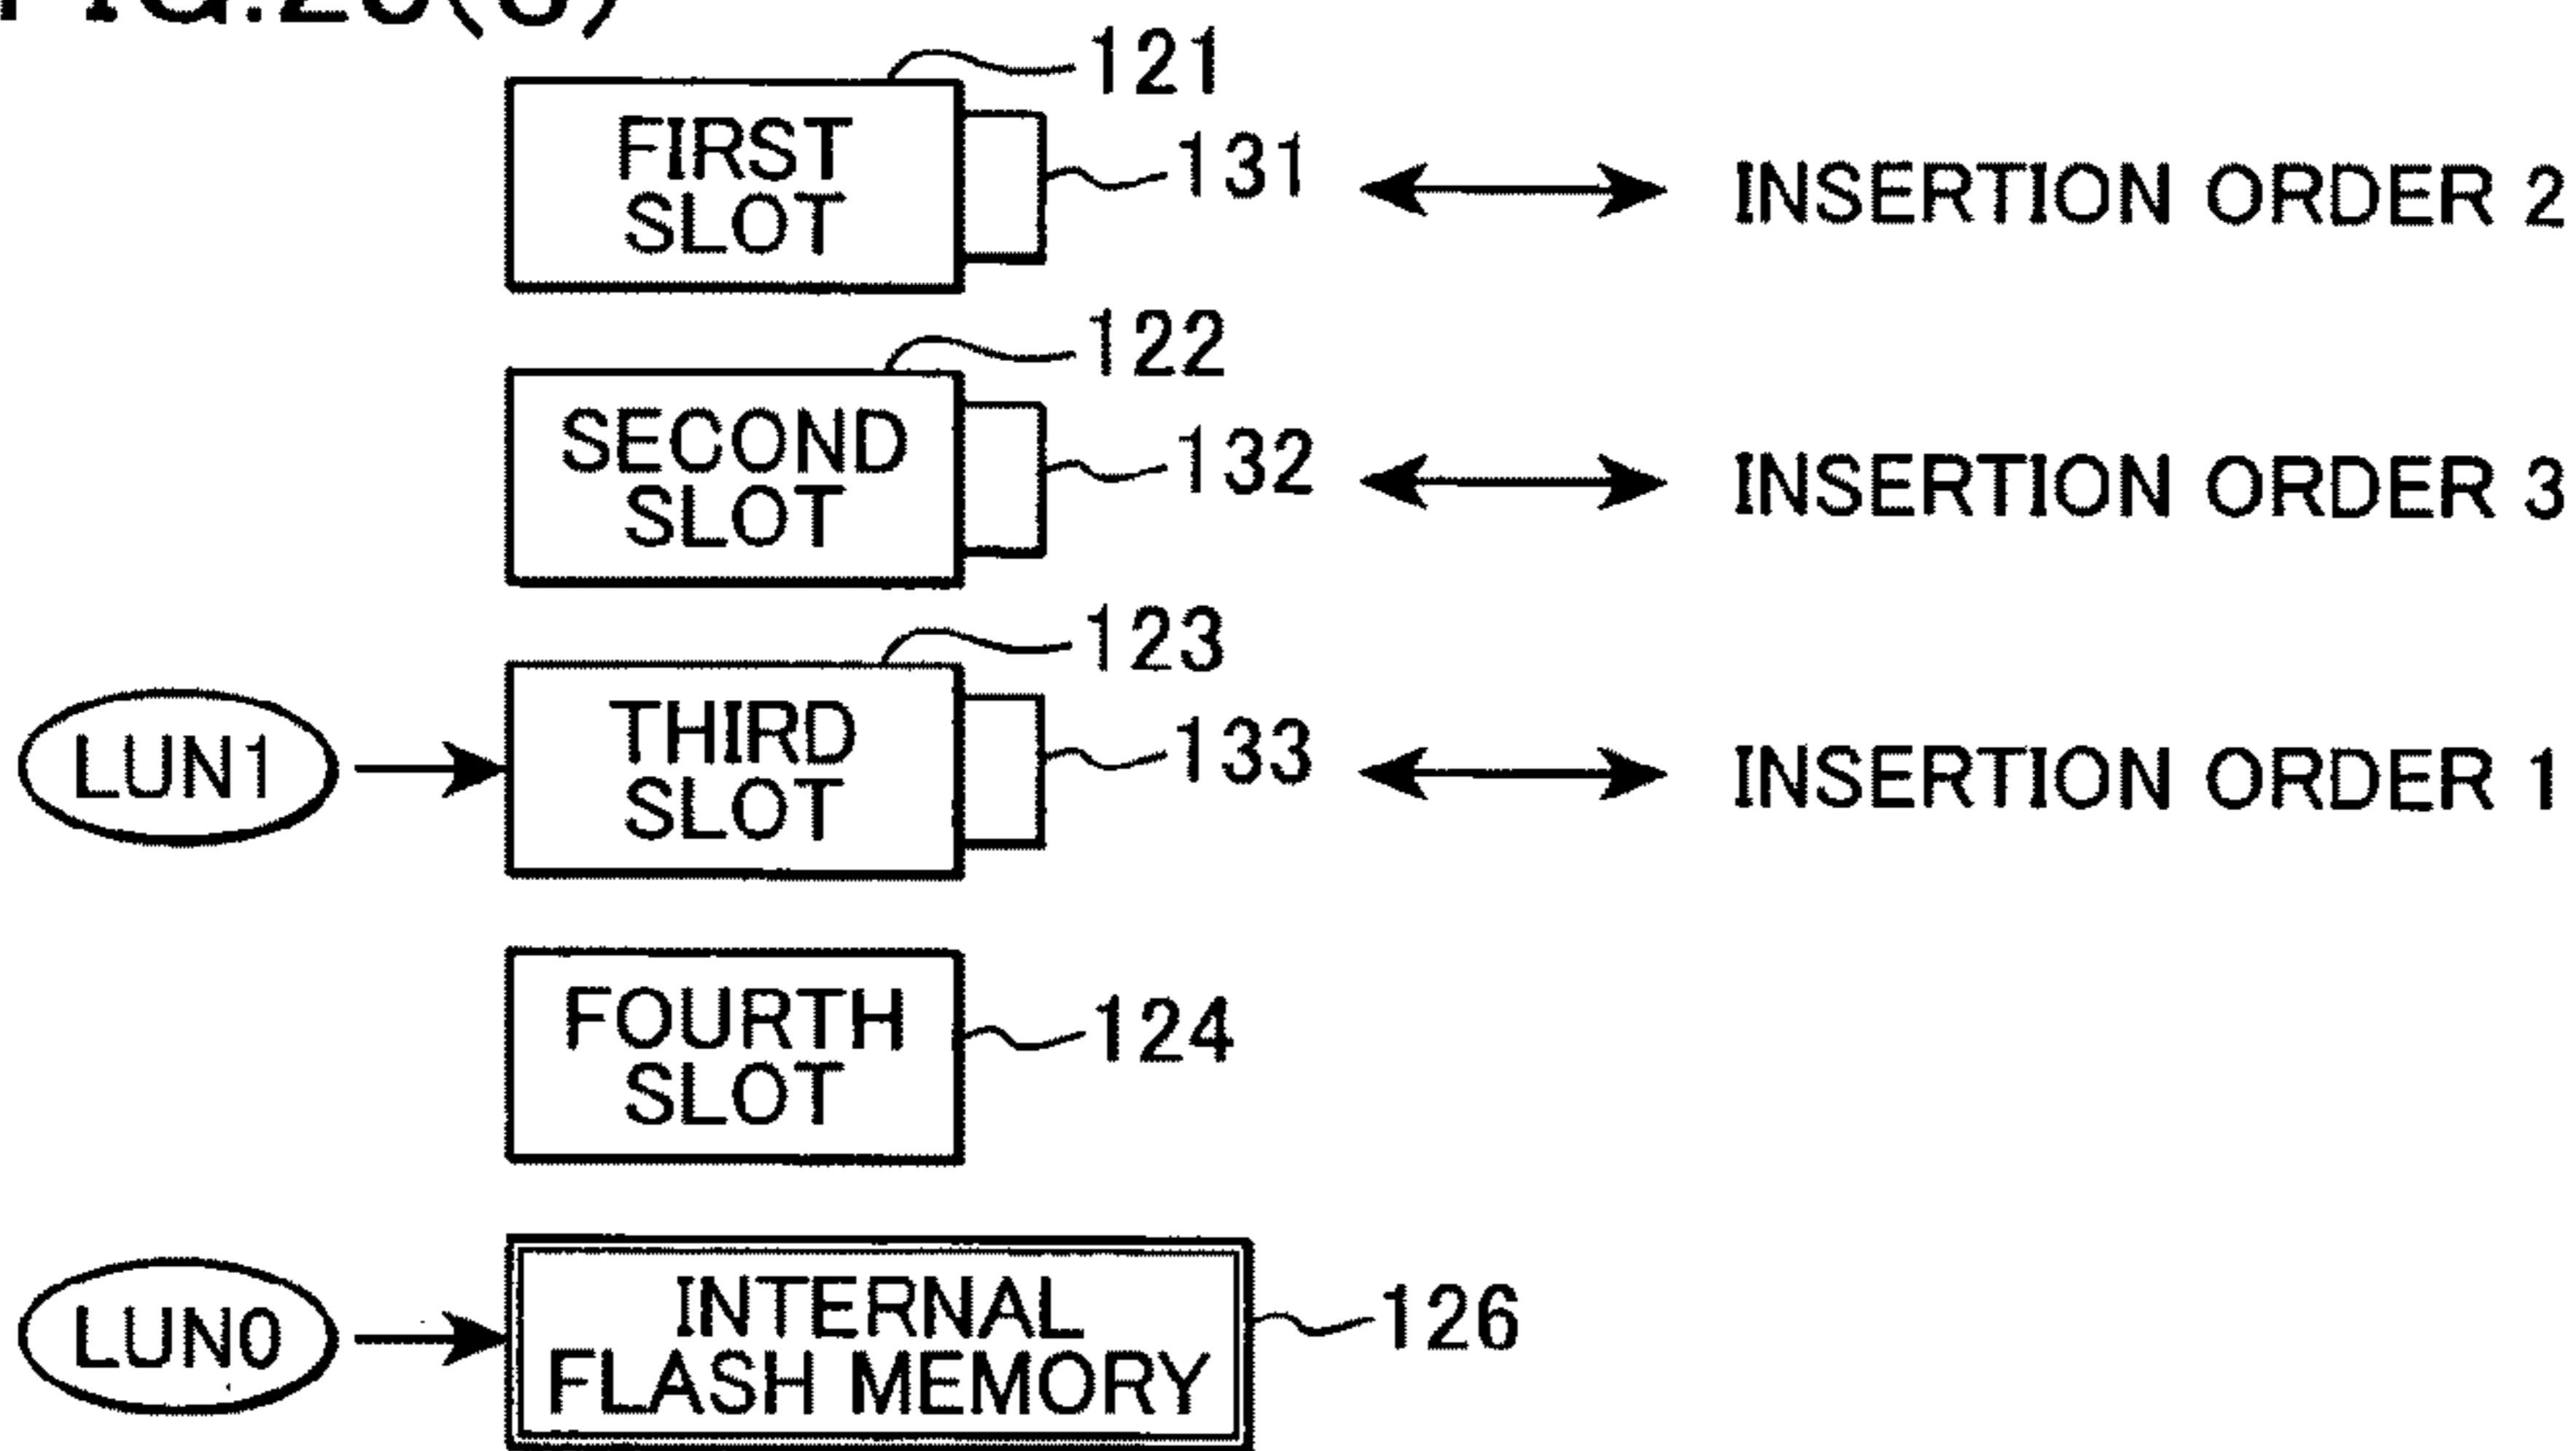 121
FIRST
SLOT
131
INSERTION ORDER 2
122
SECOND
SLOT
132
INSERTION ORDER 3
123
LUN1
THIRD
SLOT
133
INSERTION ORDER 1
FOURTH
SLOT
124
LUN0
INTERNAL
FLASH MEMORY
126